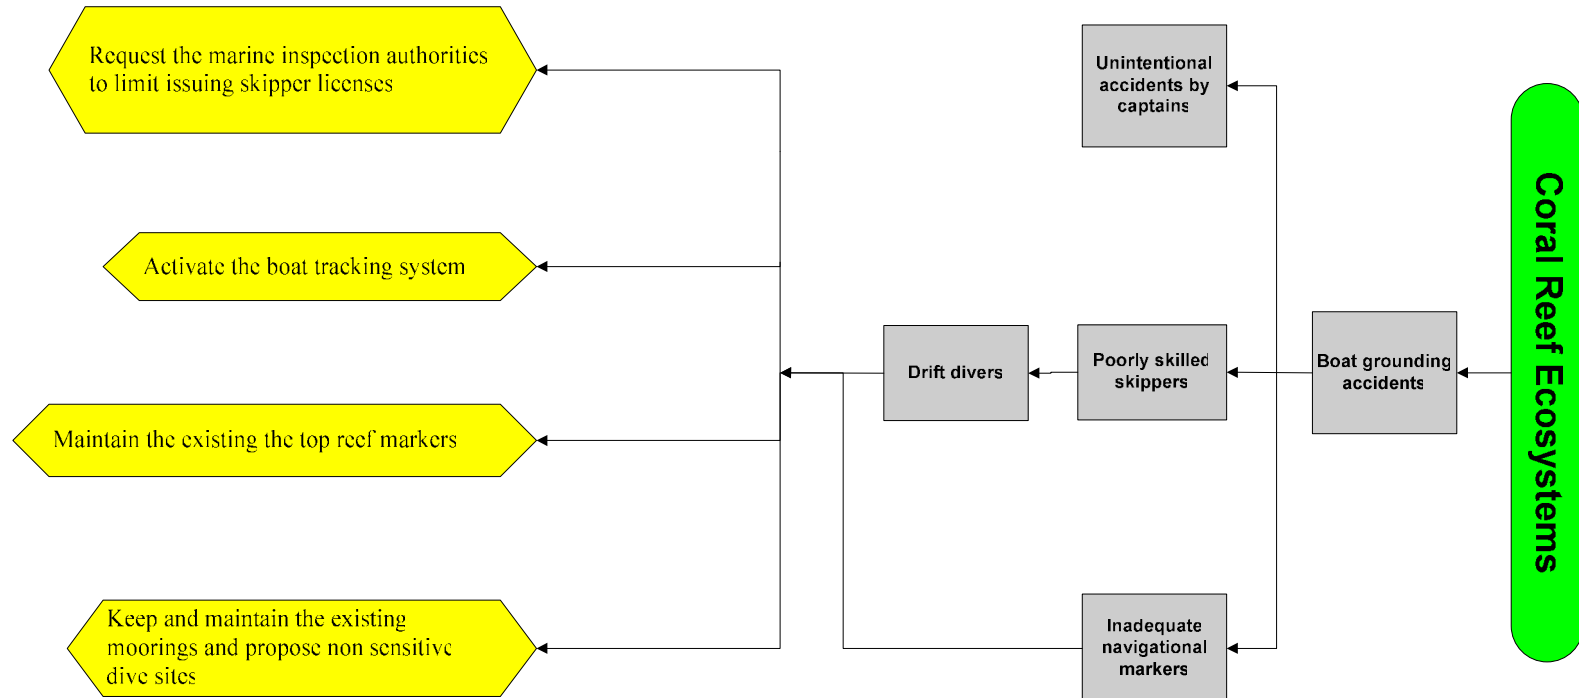 Request the marine inspection authorities
to limit issuing skipper licenses
Activate the boat tracking system
Maintain the existing the top reef markers
Keep and maintain the existing
moorings and propose non sensitive
dive sites
Drift divers
Unintentional
accidents by
captains
Poorly skilled
skippers
Inadequate
navigational
markers
Boat grounding
accidents
Coral Reef Ecosystems